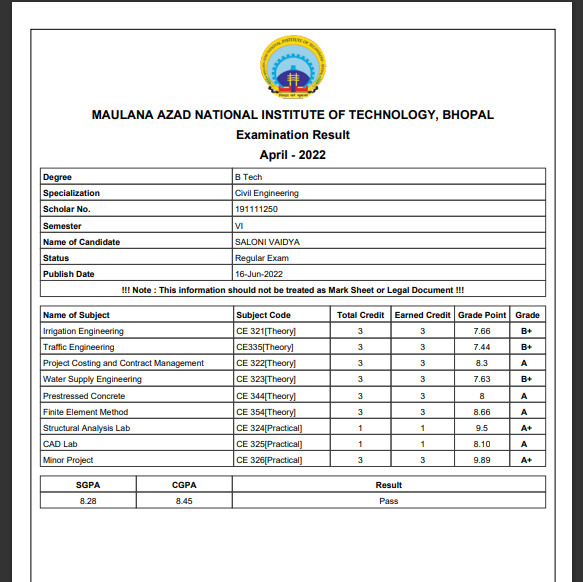 MAULANA AZAD NATIONAL INSTITUTE OF TECHNOLOGY, BHOPAL
Examination Result
April - 2022
Degree B Tech
Specialization Civil Engineering
Scholar No. 191111250
Semester VI
Name of Candidate SALONI VAIDYA
Status Regular Exam
Publish Date 16-Jun-2022
!!! Note : This information should not be treated as Mark Sheet or Legal Document !!!
Name of Subject Subject Code Total Credit Earned Credit Grade Point Grade
Irrigation Engineering CE 321[Theory] 3 3 7.66 B+
Traffic Engineering CE335[Theory] 3 3 7.44 B+
Project Costing and Contract Management CE 322[Theory] 3 3 8.3 A
Water Supply Engineering CE 323[Theory] 3 3 7.63 B+
Prestressed Concrete CE 344[Theory] 3 3 8 A
Finite Element Method CE 354[Theory] 3 3 8.66 A
Structural Analysis Lab CE 324[Practical] 1 1 9.5 A+
CAD Lab CE 325[Practical] 1 1 8.10 A
Minor Project CE 326[Practical] 3 3 9.89 A+
SGPA CGPA Result
8.28 8.45 Pass